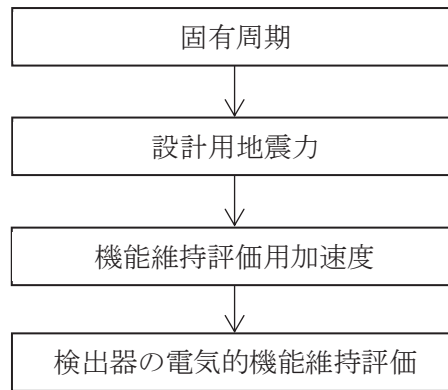 固有周期
設計用地震力
機能維持評価用加速度
検出器の電気的機能維持評価